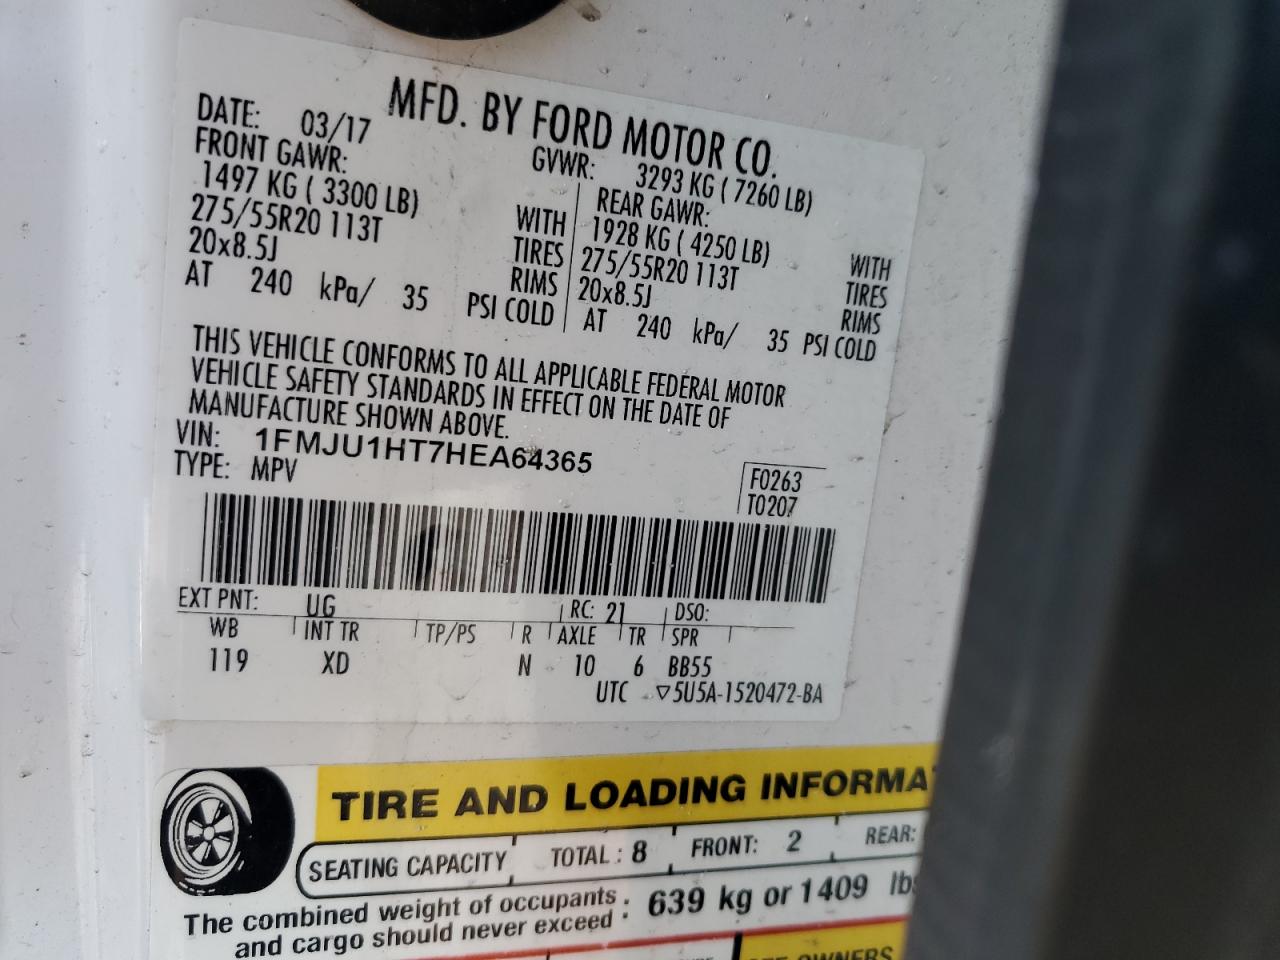 MFD. BY FORD MOTOR CO.
DATE: 03/17 GVWR: 3293 KG ( 7260 LB)
FRONT GAWR: REAR GAWR:
1497 KG ( 3300 LB) WITH 1928 KG ( 4250 LB) WITH
275/55R20 113T TIRES 275/55R20 113T TIRES
20x8.5J RIMS 20x8.5J RIMS
AT 240 kPa/ 35 PSI COLD AT 240 kPa/ 35 PSI COLD
THIS VEHICLE CONFORMS TO ALL APPLICABLE FEDERAL MOTOR
VEHICLE SAFETY STANDARDS IN EFFECT ON THE DATE OF
MANUFACTURE SHOWN ABOVE.
VIN: 1FMJU1HT7HEA64365
TYPE: MPV
F0263
T0207
EXT PNT: UG RC: 21 DSO:
WB INT TR TP/PS R AXLE TR SPR
119 XD N 10 6 BB55
UTC ▽5U5A-1520472-BA
TIRE AND LOADING INFORMA
SEATING CAPACITY TOTAL : 8 FRONT: 2 REAR:
The combined weight of occupants
and cargo should never exceed : 639 kg or 1409 lbs
OWNERS